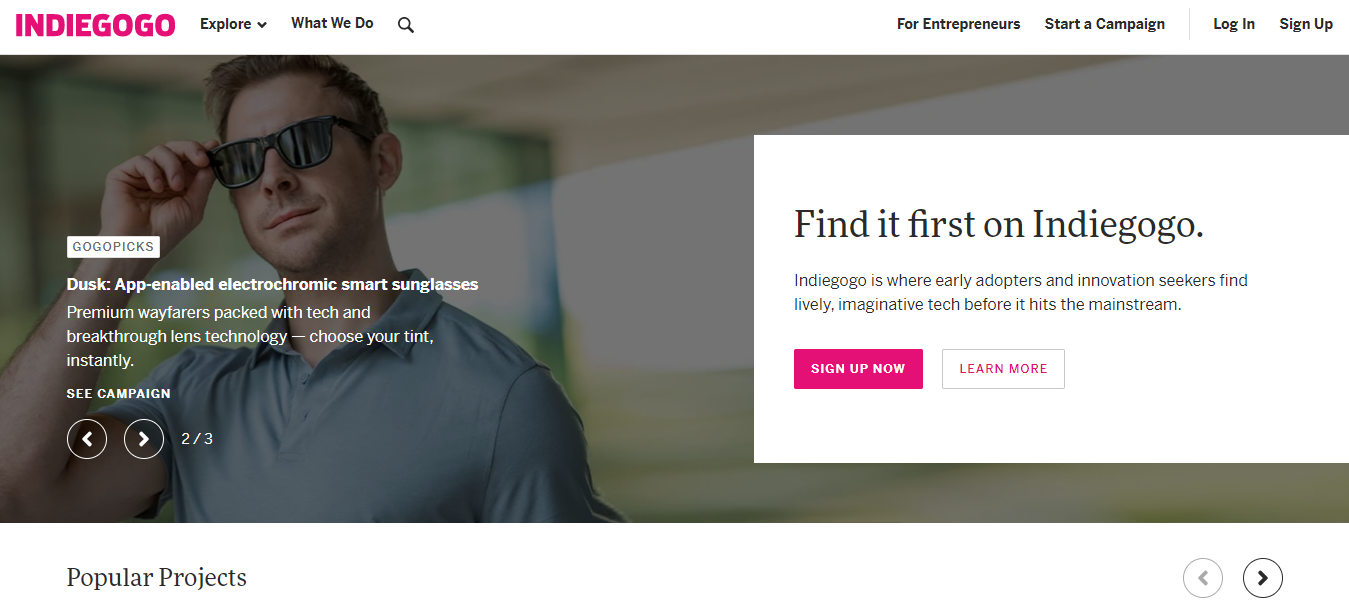 INDIEGOGO
Explore
What We Do
For Entrepreneurs
Start a Campaign
Log In
Sign Up
GOGOPICKS
Dusk: App-enabled electrochromic smart sunglasses
Premium wayfarers packed with tech and
breakthrough lens technology — choose your tint,
instantly.
SEE CAMPAIGN
2 / 3
Find it first on Indiegogo.
Indiegogo is where early adopters and innovation seekers find
lively, imaginative tech before it hits the mainstream.
SIGN UP NOW
LEARN MORE
Popular Projects